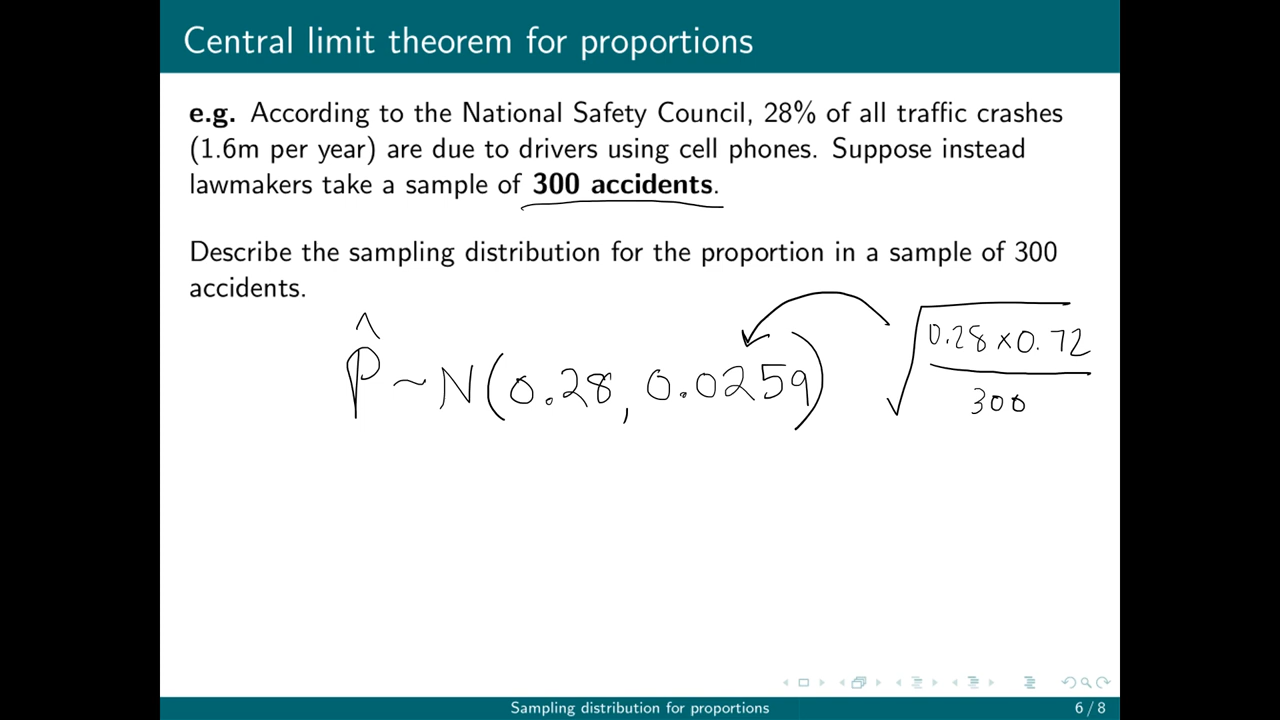 Central limit theorem for proportions
e.g. According to the National Safety Council, 28% of all traffic crashes
(1.6m per year) are due to drivers using cell phones. Suppose instead
lawmakers take a sample of 300 accidents.
Describe the sampling distribution for the proportion in a sample of 300
accidents.
P̂ ~ N(0.28, 0.0259)
√
0.28 × 0.72
300
Sampling distribution for proportions
6 / 8